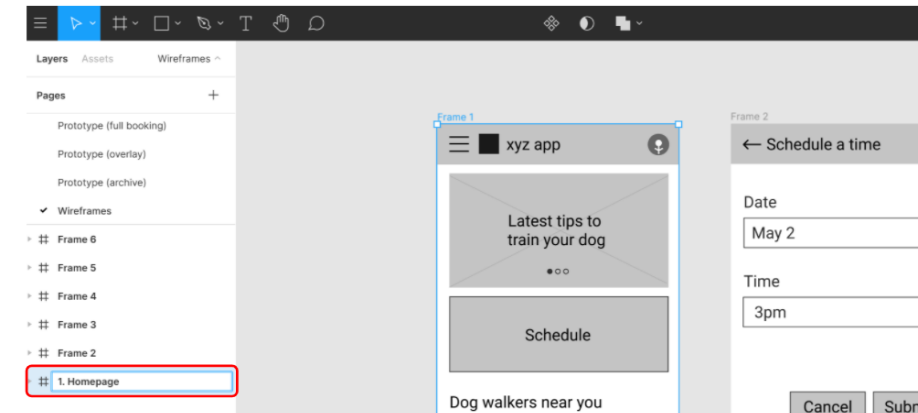 T
Layers Assets Wireframes
Pages
Prototype (full booking)
Prototype (overlay)
Prototype (archive)
Wireframes
Frame 6
Frame 5
Frame 4
Frame 3
Frame 2
1. Homepage
Frame 1
xyz app
Latest tips to
train your dog
Schedule
Dog walkers near you
Frame 2
Schedule a time
Date
May 2
Time
3pm
Cancel